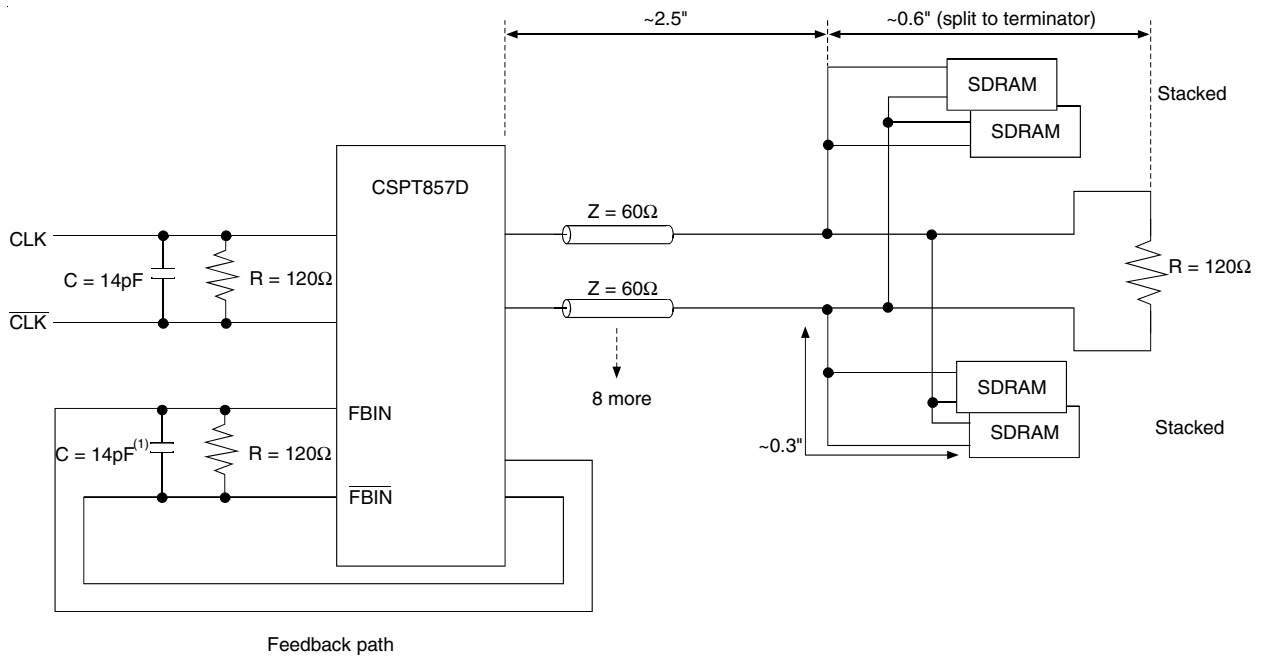 ~2.5"
~0.6" (split to terminator)
SDRAM
Stacked
SDRAM
CSPT857D
Z = 60Ω
CLK
C = 14pF
R = 120Ω
R = 120Ω
CLK
Z = 60Ω
8 more
SDRAM
FBIN
SDRAM
Stacked
~0.3"
C = 14pF(1)
R = 120Ω
FBIN
Feedback path